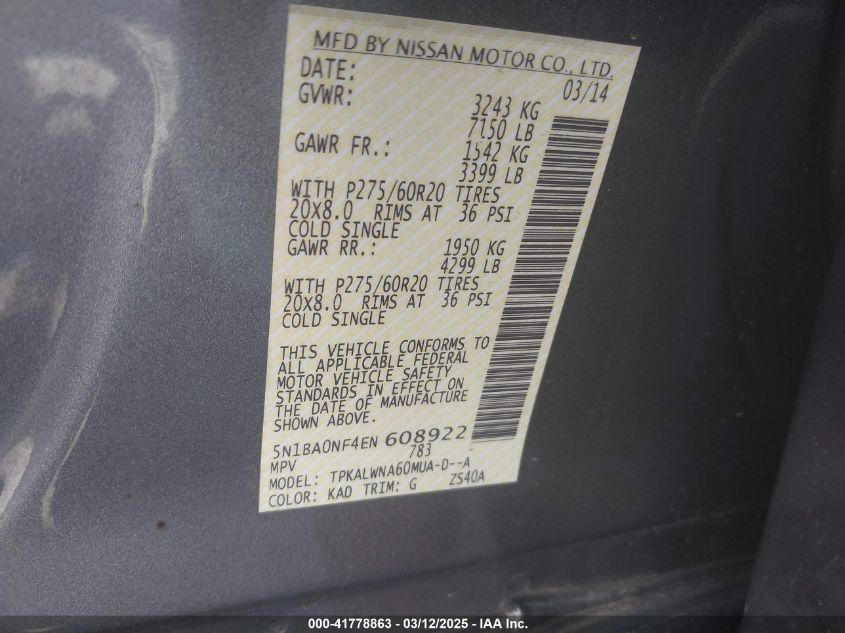 MFD BY NISSAN MOTOR CO., LTD.
DATE: 03/14
GVWR: 3243 KG
7150 LB
GAWR FR.: 1542 KG
3399 LB
WITH P275/60R20 TIRES
20X8.0 RIMS AT 36 PSI
COLD SINGLE
GAWR RR.: 1950 KG
4299 LB
WITH P275/60R20 TIRES
20X8.0 RIMS AT 36 PSI
COLD SINGLE
THIS VEHICLE CONFORMS TO
ALL APPLICABLE FEDERAL
MOTOR VEHICLE SAFETY
STANDARDS IN EFFECT ON
THE DATE OF MANUFACTURE
SHOWN ABOVE.
5N1BA0NF4EN 608922
MPV 783
MODEL: TPKALWNA60MUA-D--A
COLOR: KAD TRIM: G ZS40A
000-41778863 - 03/12/2025 - IAA Inc.